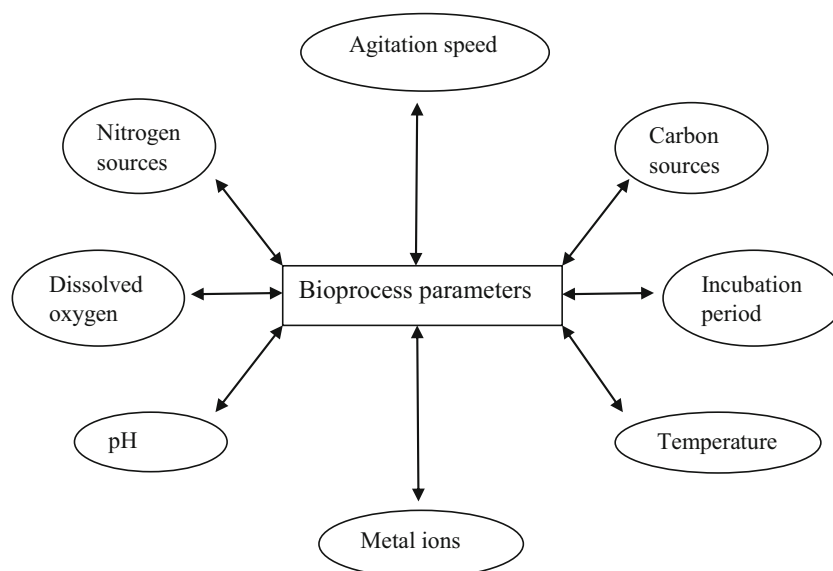 Agitation speed
Nitrogen
sources
Carbon
sources
Dissolved
oxygen
Bioprocess parameters
Incubation
period
pH
Temperature
Metal ions